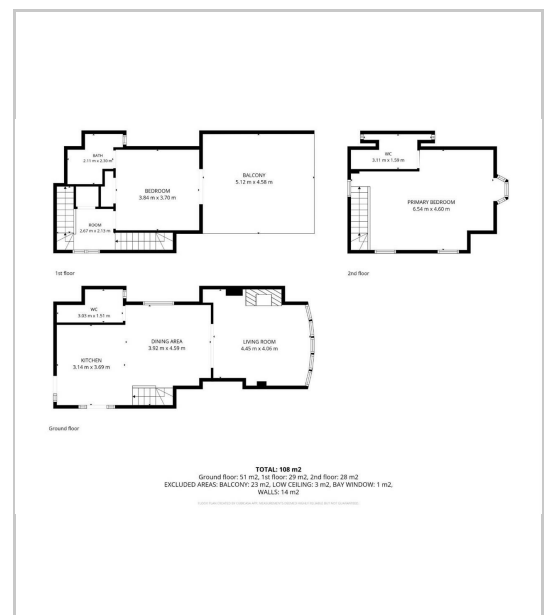 BATH
2.11 m x 2.30 m
BEDROOM
3.84 m x 3.70 m
BALCONY
5.12 m x 4.58 m
ROOM
2.67 m x 2.13 m
1st floor
WC
3.11 m x 1.59 m
PRIMARY BEDROOM
6.54 m x 4.60 m
2nd floor
WC
3.03 m x 1.51 m
DINING AREA
3.92 m x 4.59 m
LIVING ROOM
4.45 m x 4.06 m
KITCHEN
3.14 m x 3.69 m
Ground floor
TOTAL: 108 m2
Ground floor: 51 m2, 1st floor: 29 m2, 2nd floor: 28 m2
EXCLUDED AREAS: BALCONY: 23 m2, LOW CEILING: 3 m2, BAY WINDOW: 1 m2,
WALLS: 14 m2